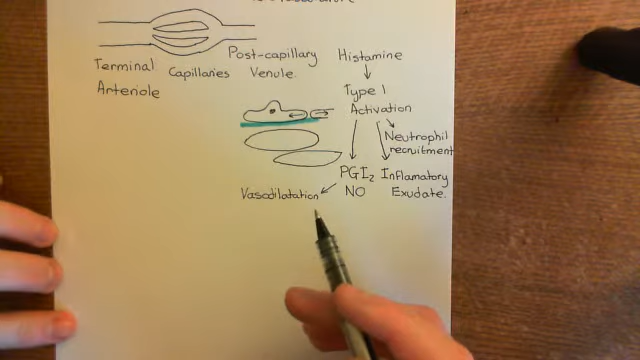 Terminal
Arteriole
Capillaries
Post-capillary
Venule.
Histamine
Type 1
Activation
Neutrophil
recruitment
PGI2
NO
Inflamatory
Exudate.
Vasodilatation